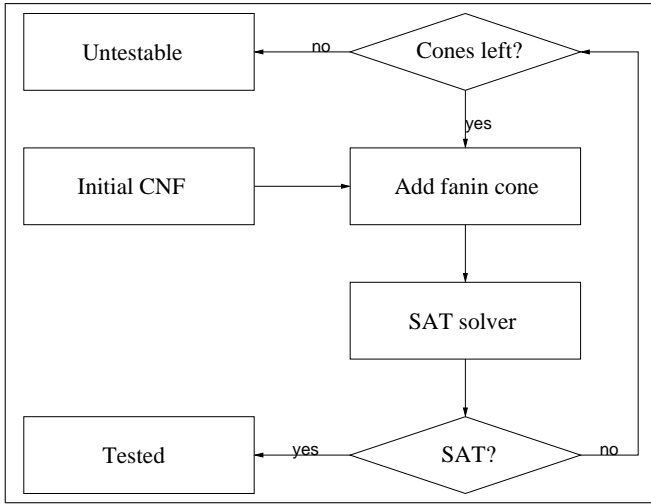 Untestable
no
Cones left?
yes
Initial CNF
Add fanin cone
SAT solver
Tested
yes
SAT?
no